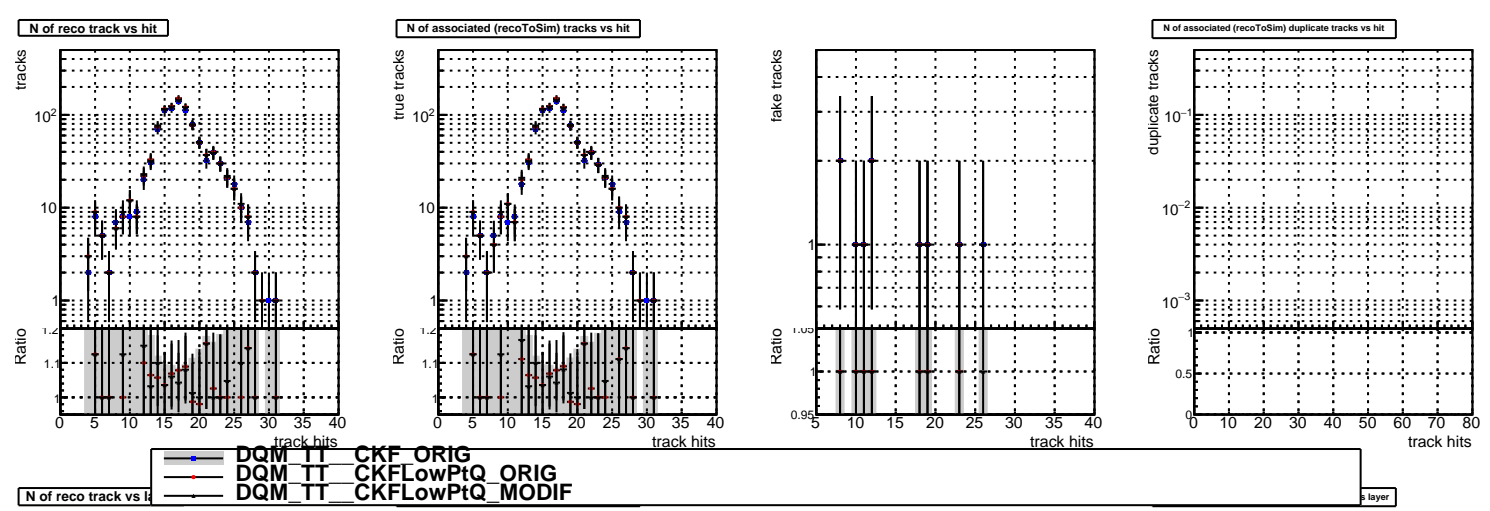 N of reco track vs hit
N of associated (recoToSim) tracks vs hit
N of associated (recoToSim) duplicate tracks vs hit
tracks
10²
10
1
Ratio
1.2
1.1
1
0 5 10 15 20 25 30 35 40
track hits
true tracks
10²
10
1
Ratio
1.2
1.1
1
0 5 10 15 20 25 30 35 40
track hits
fake tracks
1
Ratio
1.05
1
0.95
5 10 15 20 25 30 35 40
track hits
duplicate tracks
10⁻¹
10⁻²
10⁻³
Ratio
1
0.5
0
0 10 20 30 40 50 60 70 80
track hits
DQM_TT__CKF_ORIG
DQM_TT__CKFLowPtQ_ORIG
DQM_TT__CKFLowPtQ_MODIF
N of reco track vs la
s layer